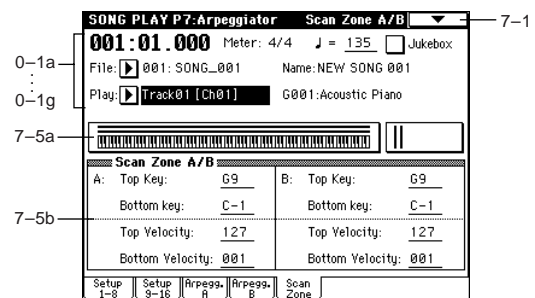 SONG PLAY P7:Arpeggiator Scan Zone A/B
7–1
001:01.000 Meter: 4/4 ♩ = 135 Jukebox
0–1a
File: 001: SONG_001 Name:NEW SONG 001
:
0–1g
Play: Track01 [Ch01] G001:Acoustic Piano
7–5a
Scan Zone A/B
A: Top Key: G9 B: Top Key: G9
Bottom key: C-1 Bottom Key: C-1
7–5b
Top Velocity: 127 Top Velocity: 127
Bottom Velocity: 001 Bottom Velocity: 001
Setup 1-8 Setup 9-16 Arpegg. A Arpegg. B Scan Zone